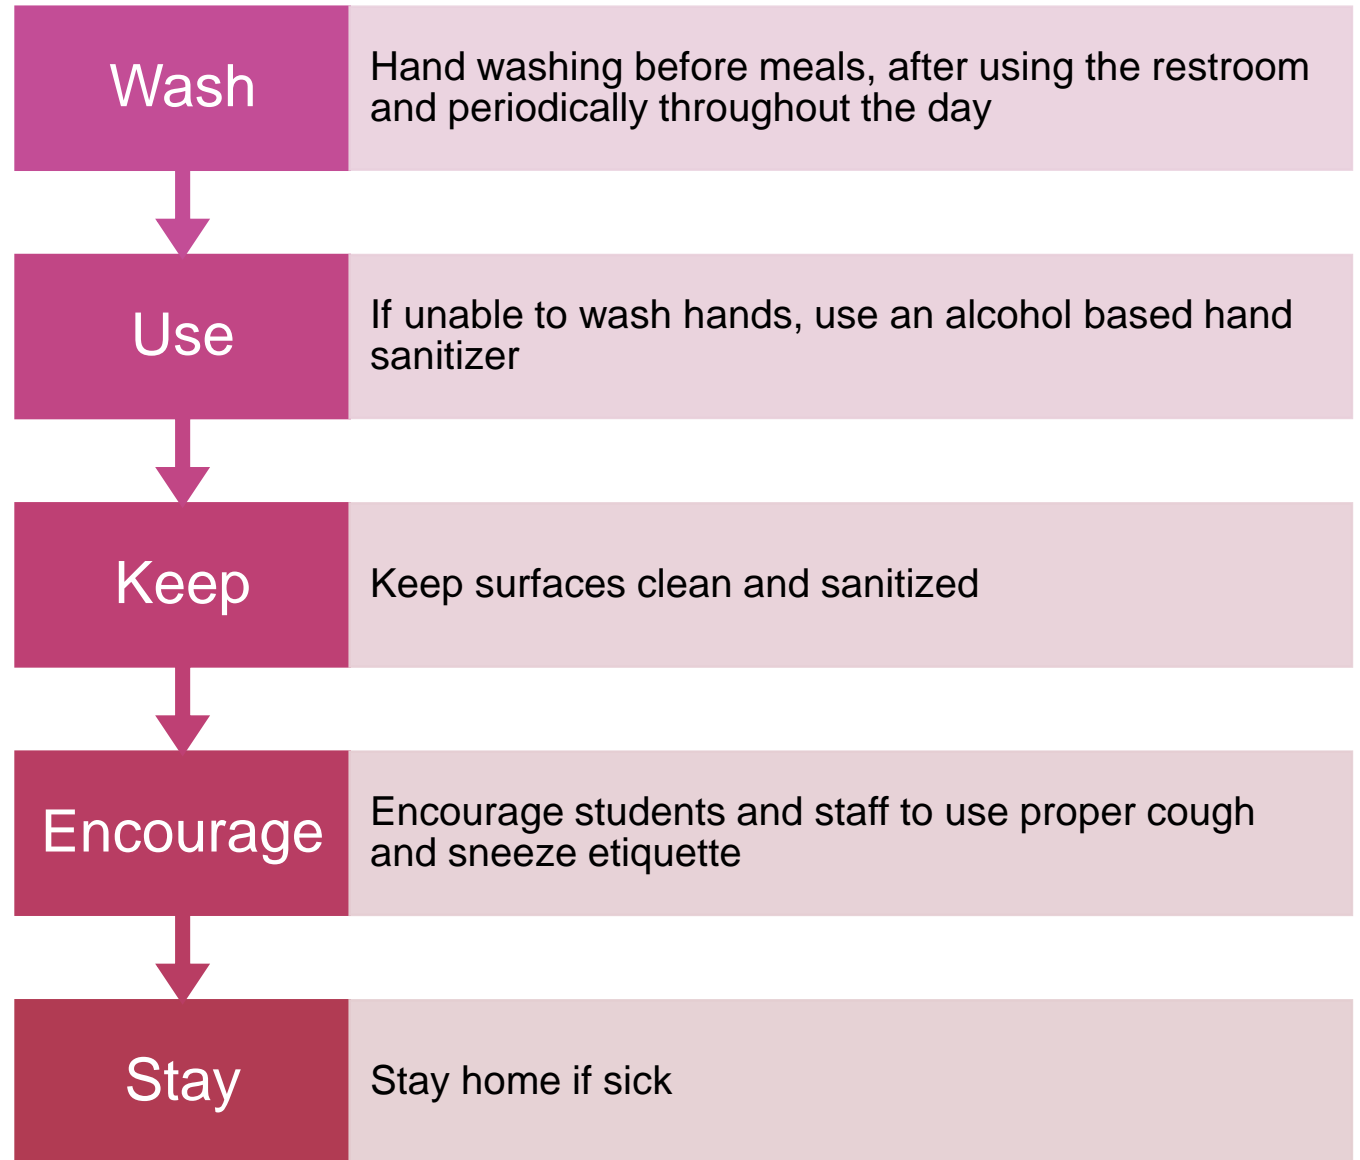 Wash
Hand washing before meals, after using the restroom
and periodically throughout the day
Use
If unable to wash hands, use an alcohol based hand
sanitizer
Keep
Keep surfaces clean and sanitized
Encourage
Encourage students and staff to use proper cough
and sneeze etiquette
Stay
Stay home if sick